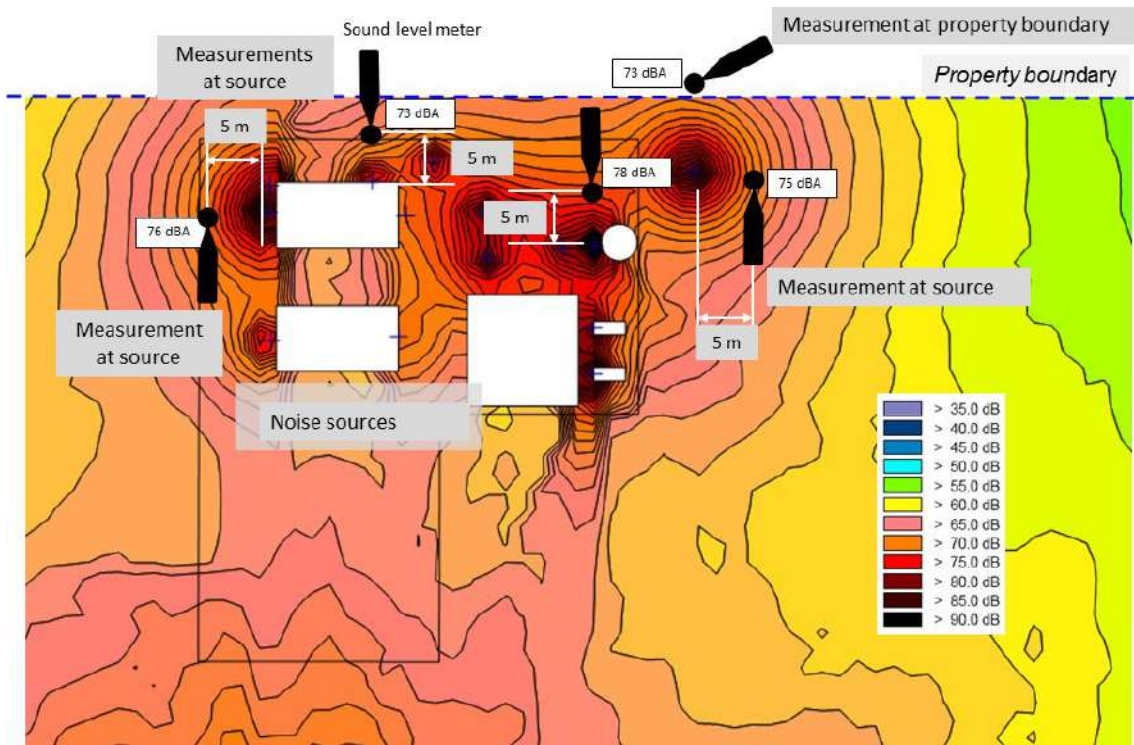 Sound level meter
Measurement at property boundary
Measurements
at source
73 dBA
Property boundary
73 dBA
5 m
5 m
78 dBA
75 dBA
5 m
76 dBA
Measurement at source
Measurement
at source
5 m
Noise sources
> 35.0 dB
> 40.0 dB
> 45.0 dB
> 50.0 dB
> 55.0 dB
> 60.0 dB
> 65.0 dB
> 70.0 dB
> 75.0 dB
> 80.0 dB
> 85.0 dB
> 90.0 dB